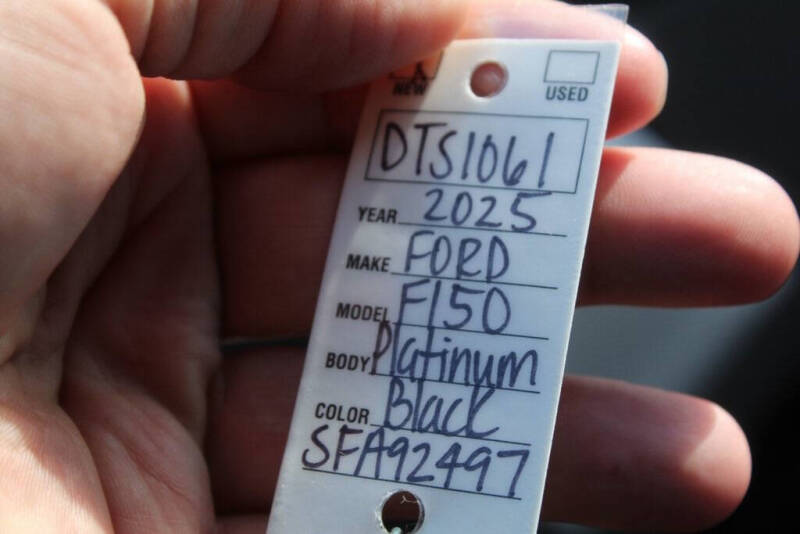 NEW USED
DTS1061
YEAR 2025
MAKE FORD
MODEL F150
BODY Platinum
COLOR Black
SFA92497